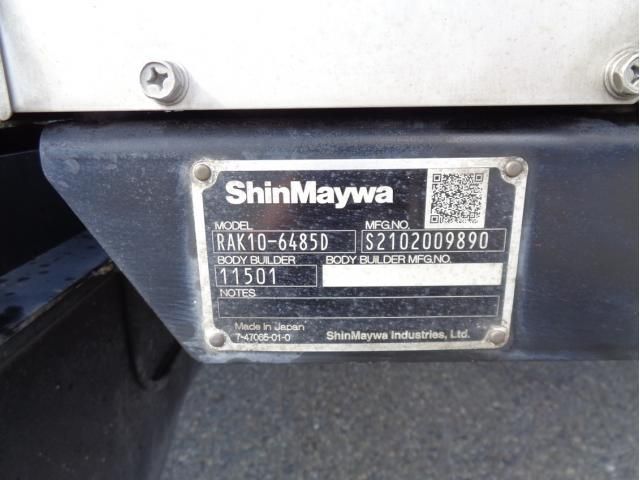 ShinMaywa
MODEL MFG.NO.
RAK10-6485D S2102009890
BODY BUILDER BODY BUILDER MFG.NO.
11501
NOTES
Made in Japan
7-47065-01-0 ShinMaywa Industries, Ltd.